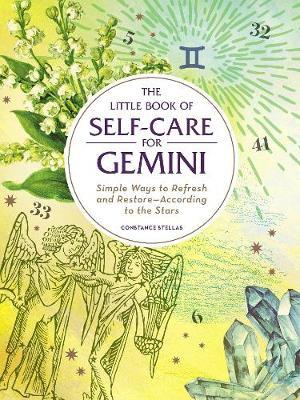 5
32
♊
THE
LITTLE BOOK OF
SELF-CARE
FOR
GEMINI
41
Simple Ways to Refresh
and Restore—According
to the Stars
CONSTANCE STELLAS
33
6